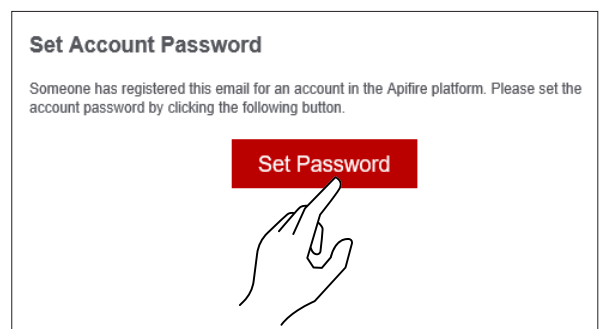 Set Account Password
Someone has registered this email for an account in the Apifire platform. Please set the
account password by clicking the following button.
Set Password